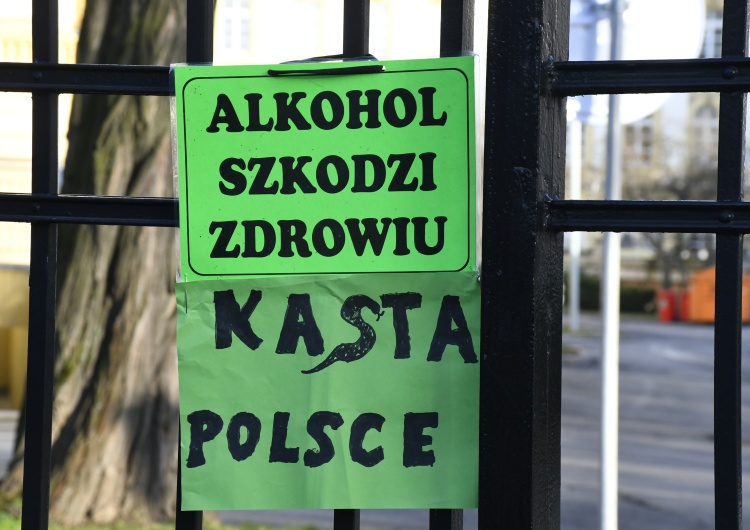 ALKOHOL
SZKODZI
ZDROWIU
KASTA
POLSCE